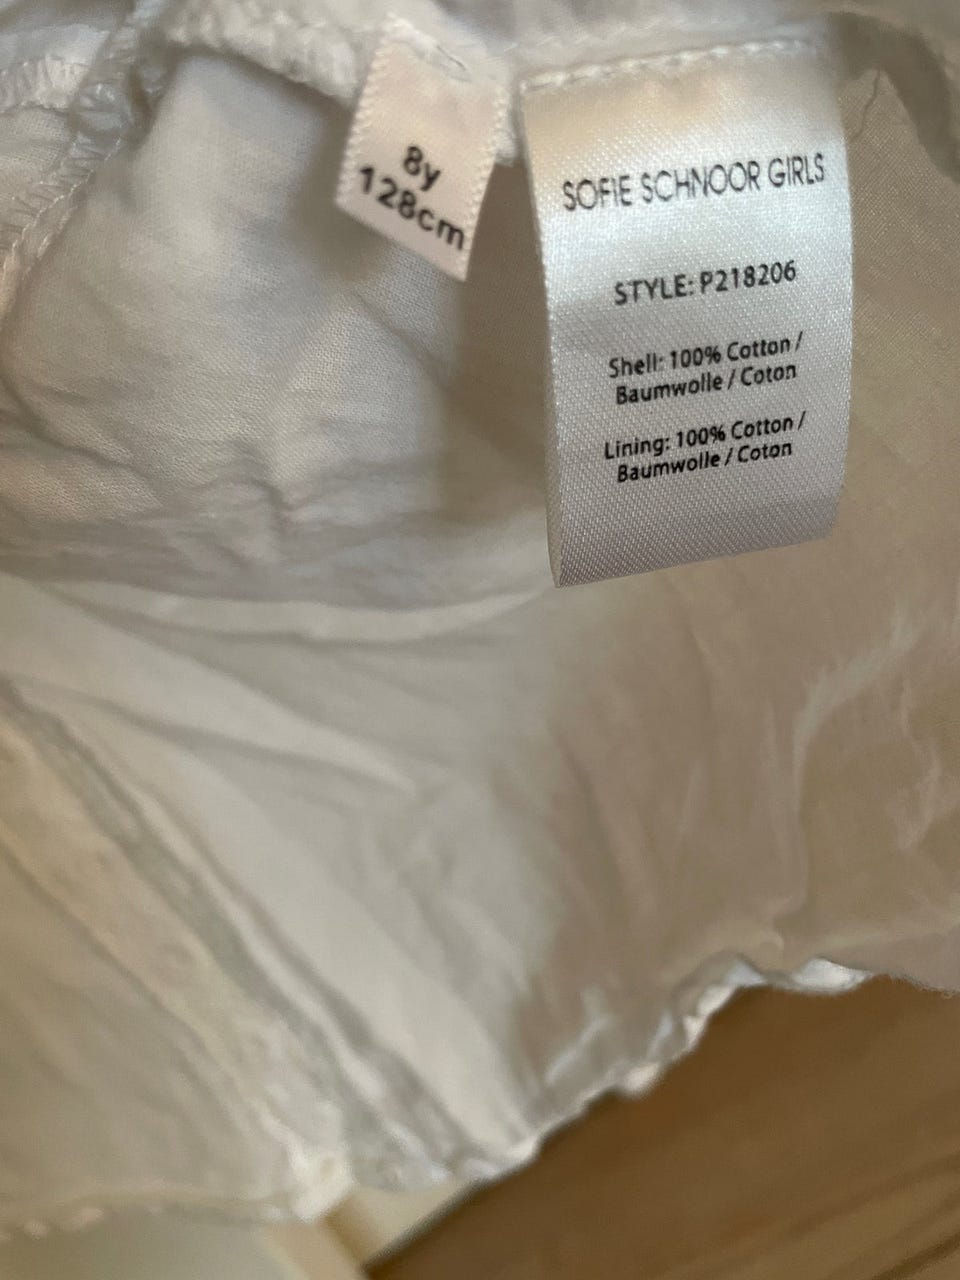 8y
128cm
SOFIE SCHNOOR GIRLS
STYLE: P218206
Shell: 100% Cotton /
Baumwolle / Coton
Lining: 100% Cotton /
Baumwolle / Coton